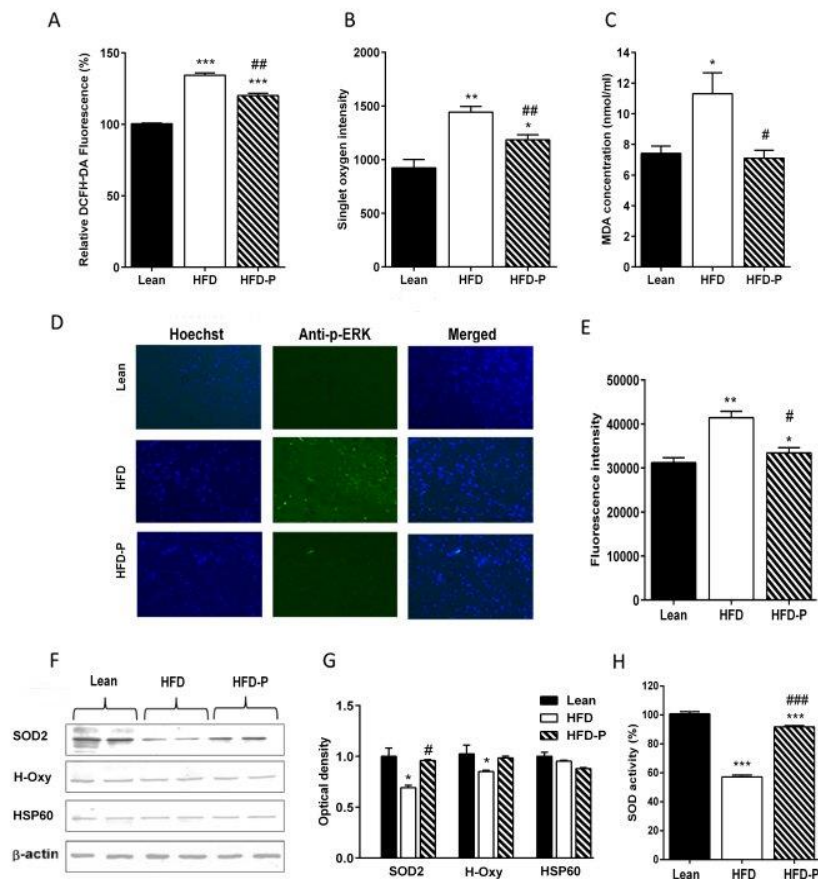 A
Relative DCFH-DA Fluorescence (%)
150
100
50
0
***
##
***
Lean HFD HFD-P
B
Singlet oxygen intensity
2000
1500
1000
500
0
**
##
*
Lean HFD HFD-P
C
MDA concentration (nmol/ml)
14
12
10
8
6
4
2
0
*
#
Lean HFD HFD-P
D
Hoechst Anti-p-ERK Merged
Lean
HFD
HFD-P
E
Fluorescence intensity
50000
40000
30000
20000
10000
0
**
#
*
Lean HFD HFD-P
F
Lean HFD HFD-P
SOD2
H-Oxy
HSP60
β-actin
G
Optical density
1.5
1.0
0.5
0.0
Lean
HFD
HFD-P
*
#
*
SOD2 H-Oxy HSP60
H
SOD activity (%)
120
100
80
60
40
20
0
***
###
***
Lean HFD HFD-P